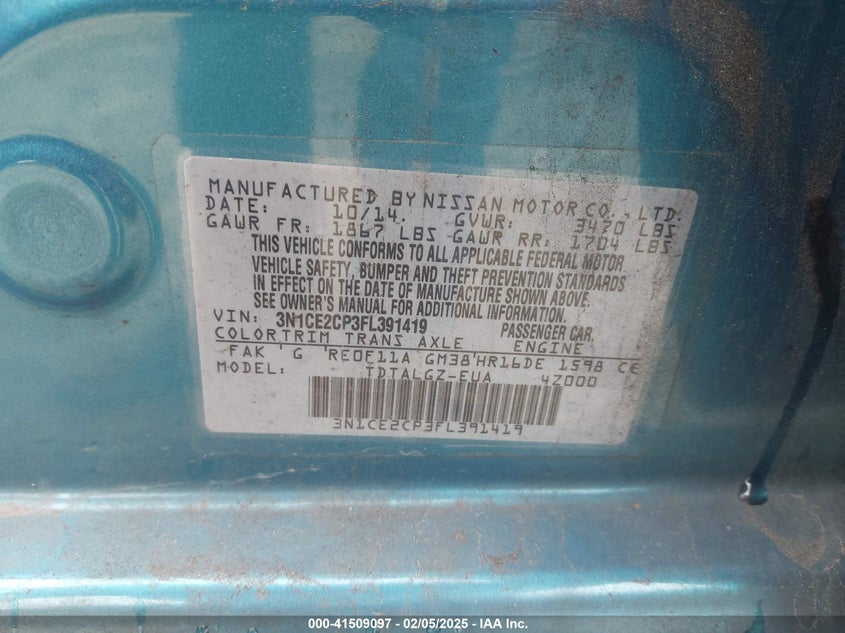 MANUFACTURED BY NISSAN MOTOR CO., LTD.
DATE: 10/14. GVWR: 3470 LBS
GAWR FR: 1867 LBS GAWR RR: 1704 LBS
THIS VEHICLE CONFORMS TO ALL APPLICABLE FEDERAL MOTOR
VEHICLE SAFETY, BUMPER AND THEFT PREVENTION STANDARDS
IN EFFECT ON THE DATE OF MANUFACTURE SHOWN ABOVE.
SEE OWNER'S MANUAL FOR ADDITIONAL INFORMATION.
VIN: 3N1CE2CP3FL391419 PASSENGER CAR.
COLOR TRIM TRANS AXLE ENGINE
FAK G RE0F11A GM38 HR16DE 1598 CC
MODEL: TDTALGZ-EUA 4Z000
3N1CE2CP3FL391419
000-41509097 - 02/05/2025 - IAA Inc.